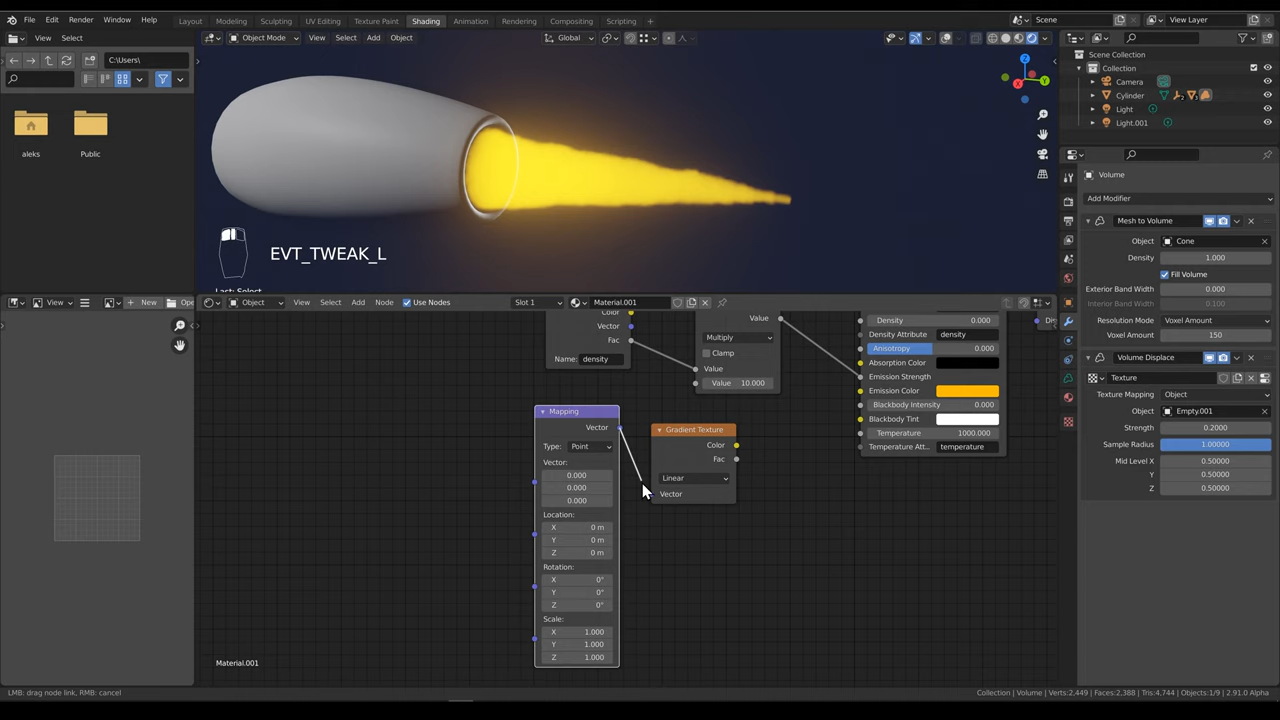 File Edit Render Window Help
Layout Modeling Sculpting UV Editing Texture Paint Shading Animation Rendering Compositing Scripting +
Scene
View Layer
View Select
Object Mode View Select Add Object
Global
C:\Users\
aleks
Public
EVT_TWEAK_L
Last: Select
Scene Collection
Collection
Camera
Cylinder
Light
Light.001
Volume
Add Modifier
Mesh to Volume
Object Cone
Density 1.000
Fill Volume
Exterior Band Width 0.000
Interior Band Width 0.100
Resolution Mode Voxel Amount
Voxel Amount 150
Volume Displace
Texture
Texture Mapping Object
Object Empty.001
Strength 0.2000
Sample Radius 1.00000
Mid Level X 0.50000
Y 0.50000
Z 0.50000
View
New
Object View Select Add Node Use Nodes
Slot 1
Material.001
Color
Vector
Fac
Name: density
Value
Multiply
Clamp
Value
Value 10.000
Density 0.000
Density Attribute density
Anisotropy 0.000
Absorption Color
Emission Strength
Emission Color
Blackbody Intensity 0.000
Blackbody Tint
Temperature 1000.000
Temperature Att.. temperature
Mapping
Vector
Type: Point
Vector:
0.000
0.000
0.000
Location:
X 0 m
Y 0 m
Z 0 m
Rotation:
X 0°
Y 0°
Z 0°
Scale:
X 1.000
Y 1.000
Z 1.000
Gradient Texture
Color
Fac
Linear
Vector
Material.001
LMB: drag node link, RMB: cancel
Collection | Volume | Verts:2,449 | Faces:2,388 | Tris:4,744 | Objects:1/9 | 2.91.0 Alpha